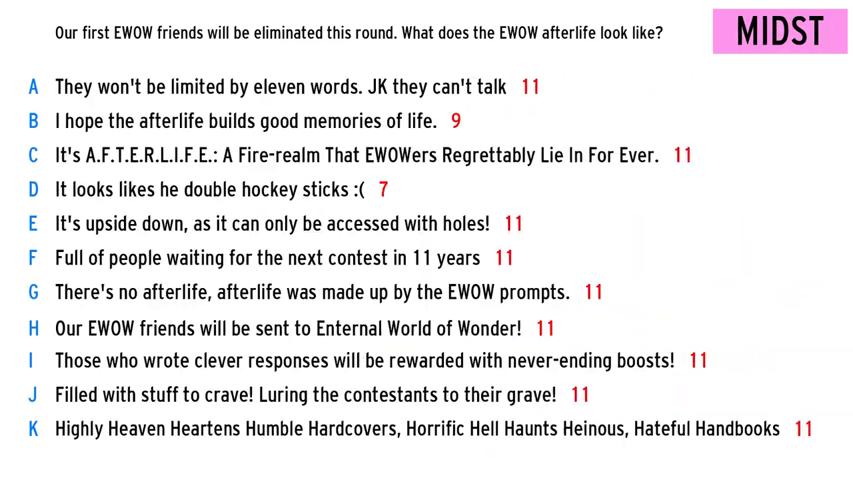 Our first EWOW friends will be eliminated this round. What does the EWOW afterlife look like?
MIDST
A They won't be limited by eleven words. JK they can't talk 11
B I hope the afterlife builds good memories of life. 9
C It's A.F.T.E.R.L.I.F.E.: A Fire-realm That EWOWers Regrettably Lie In For Ever. 11
D It looks likes he double hockey sticks :( 7
E It's upside down, as it can only be accessed with holes! 11
F Full of people waiting for the next contest in 11 years 11
G There's no afterlife, afterlife was made up by the EWOW prompts. 11
H Our EWOW friends will be sent to Enternal World of Wonder! 11
I Those who wrote clever responses will be rewarded with never-ending boosts! 11
J Filled with stuff to crave! Luring the contestants to their grave! 11
K Highly Heaven Heartens Humble Hardcovers, Horrific Hell Haunts Heinous, Hateful Handbooks 11